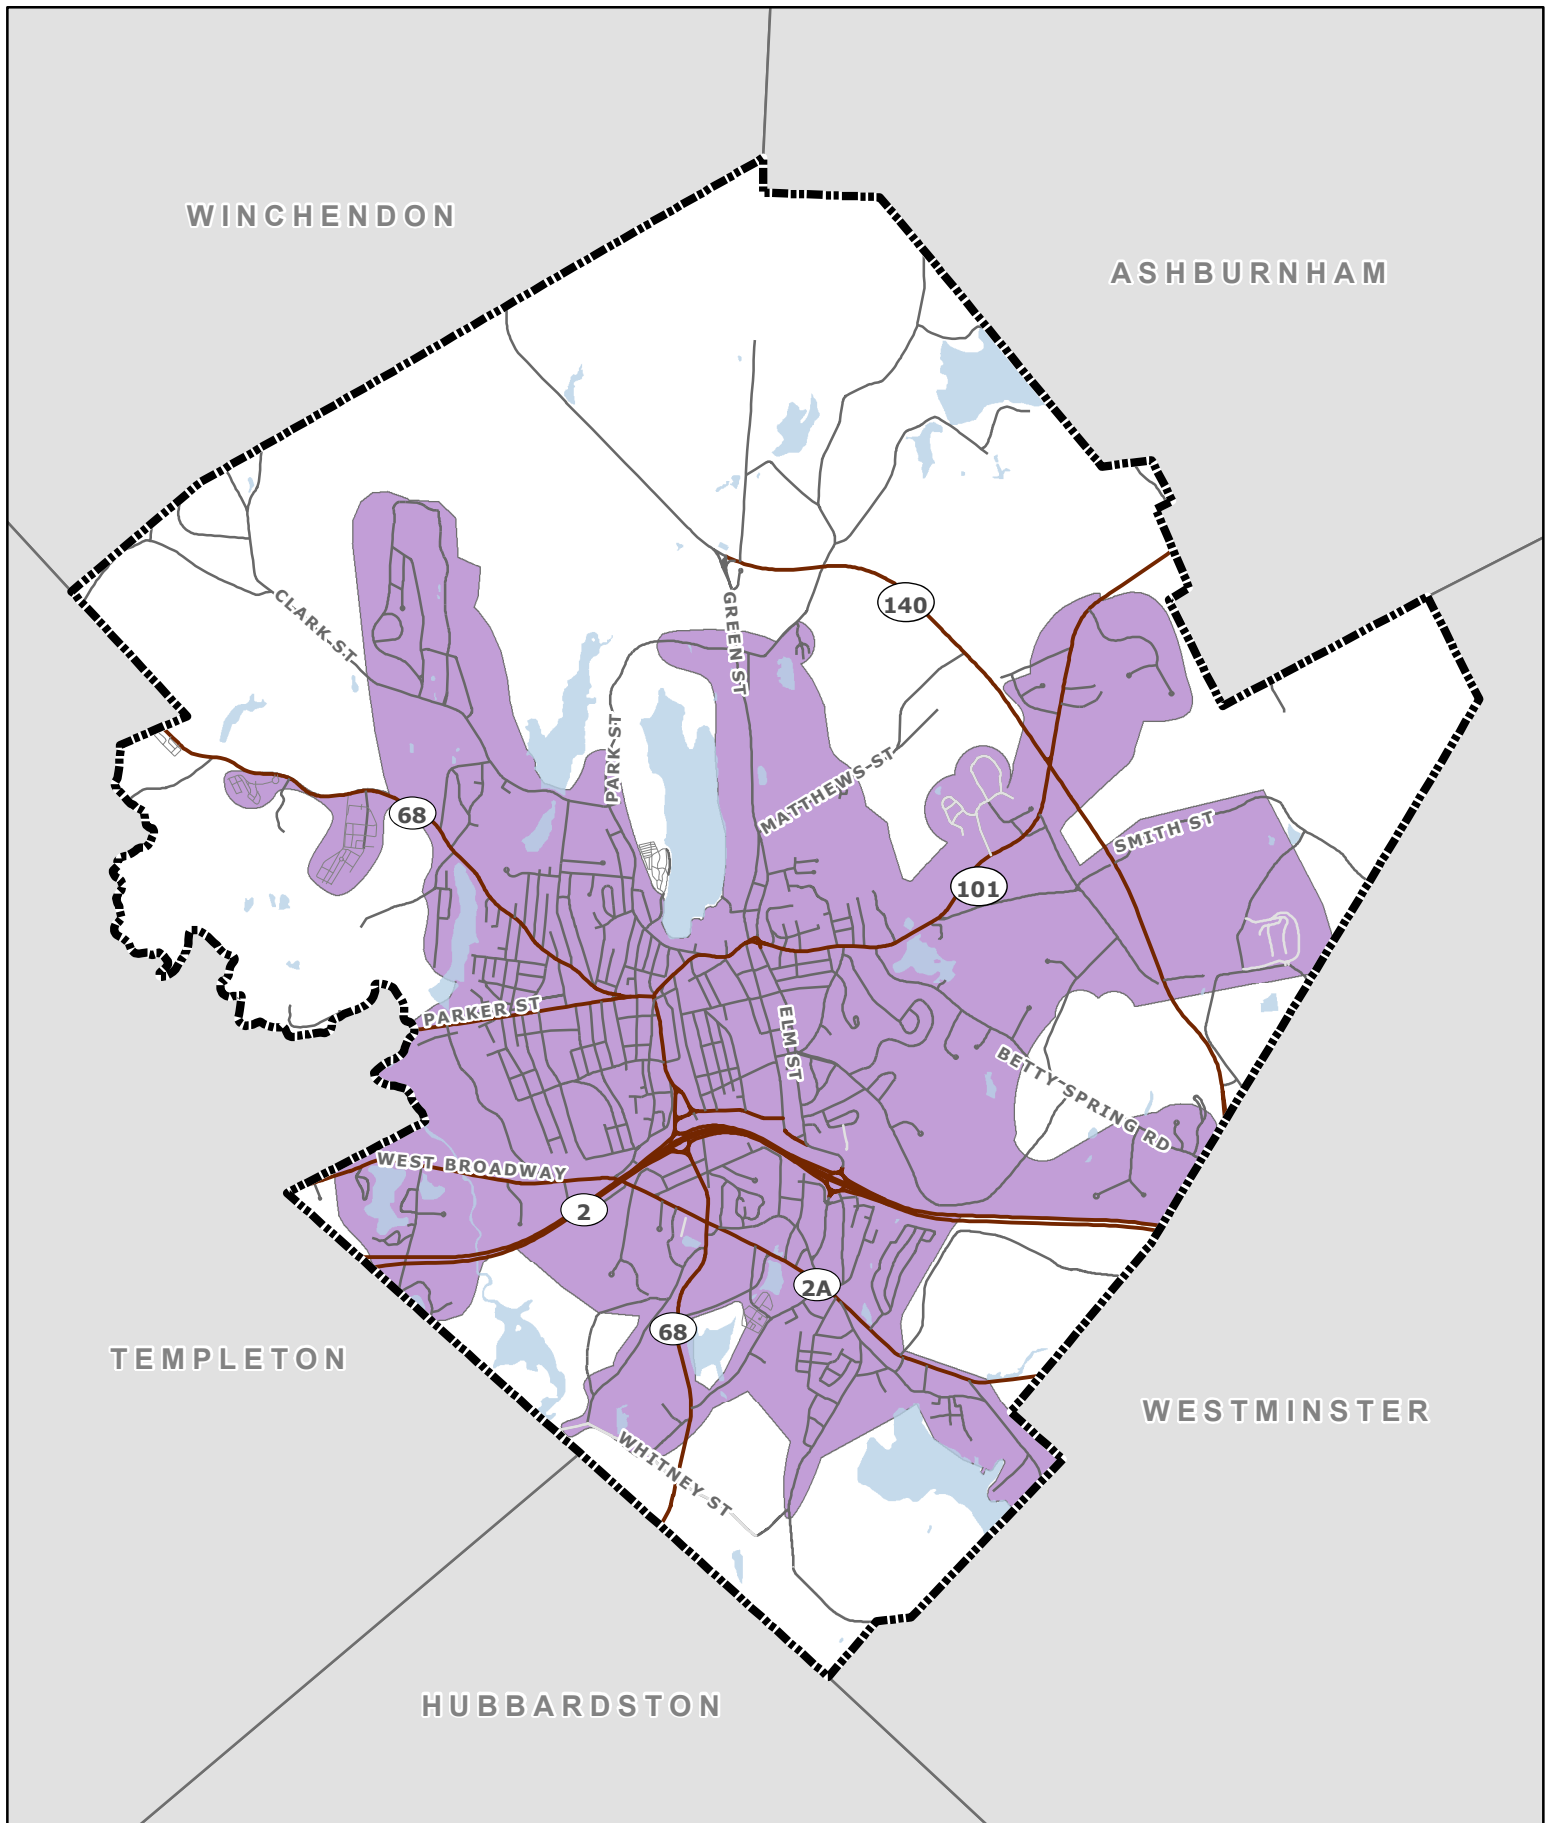 WINCHENDON
ASHBURNHAM
CLARK ST
GREEN ST
140
PARK ST
MATTHEWS ST
68
SMITH ST
101
PARKER ST
ELM ST
BETTY SPRING RD
WEST BROADWAY
2
2A
68
TEMPLETON
WESTMINSTER
WHITNEY ST
HUBBARDSTON